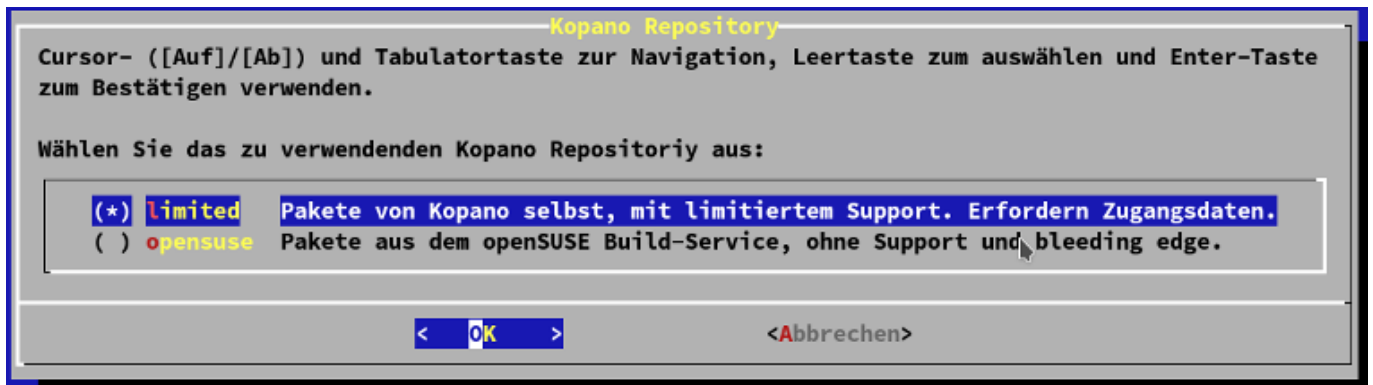 Kopano Repository
Cursor- ([Auf]/[Ab]) und Tabulatortaste zur Navigation, Leertaste zum auswählen und Enter-Taste
zum Bestätigen verwenden.
Wählen Sie das zu verwendenden Kopano Repositoriy aus:
(*) limited Pakete von Kopano selbst, mit limitiertem Support. Erfordern Zugangsdaten.
( ) opensuse Pakete aus dem openSUSE Build-Service, ohne Support und bleeding edge.
< OK > <Abbrechen>